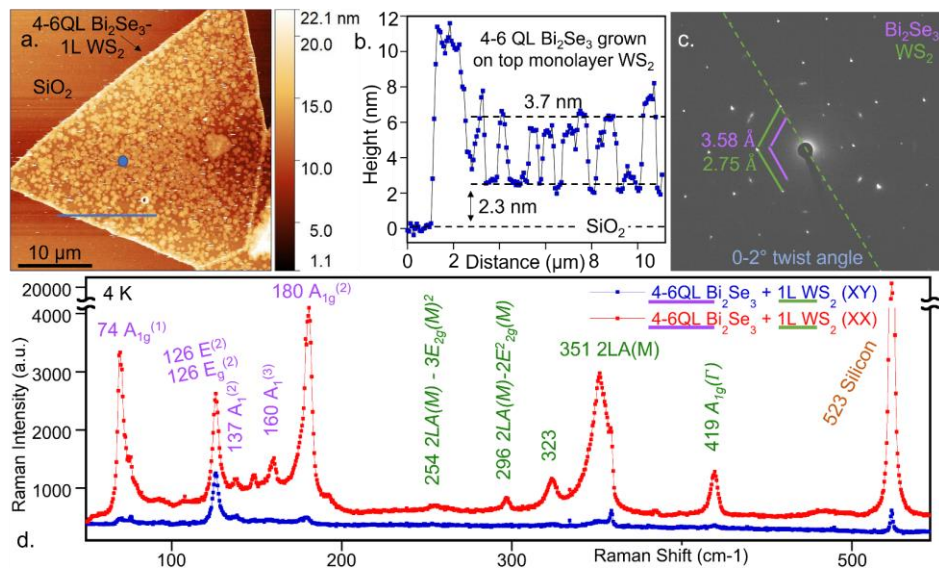 a.
4-6QL Bi₂Se₃-
1L WS₂
SiO₂
10 µm
22.1 nm
20.0
15.0
10.0
5.0
1.1
b.
4-6 QL Bi₂Se₃ grown
on top monolayer WS₂
3.7 nm
2.3 nm
SiO₂
Height (nm)
12
10
8
6
4
2
0
0 2 4 6 8 10
Distance (µm)
c.
Bi₂Se₃
WS₂
3.58 Å
2.75 Å
0-2° twist angle
d.
4 K
4-6QL Bi₂Se₃ + 1L WS₂ (XY)
4-6QL Bi₂Se₃ + 1L WS₂ (XX)
74 A₁g⁽¹⁾
126 E⁽²⁾
126 Eg⁽²⁾
137 A₁⁽²⁾
160 A₁⁽³⁾
180 A₁g⁽²⁾
254 2LA(M) - 3E₂g(M)²
296 2LA(M)-2E²₂g(M)
323
351 2LA(M)
419 A₁g(Γ)
523 Silicon
Raman Intensity (a.u.)
20000
4000
3000
2000
1000
100 200 300 500
Raman Shift (cm-1)